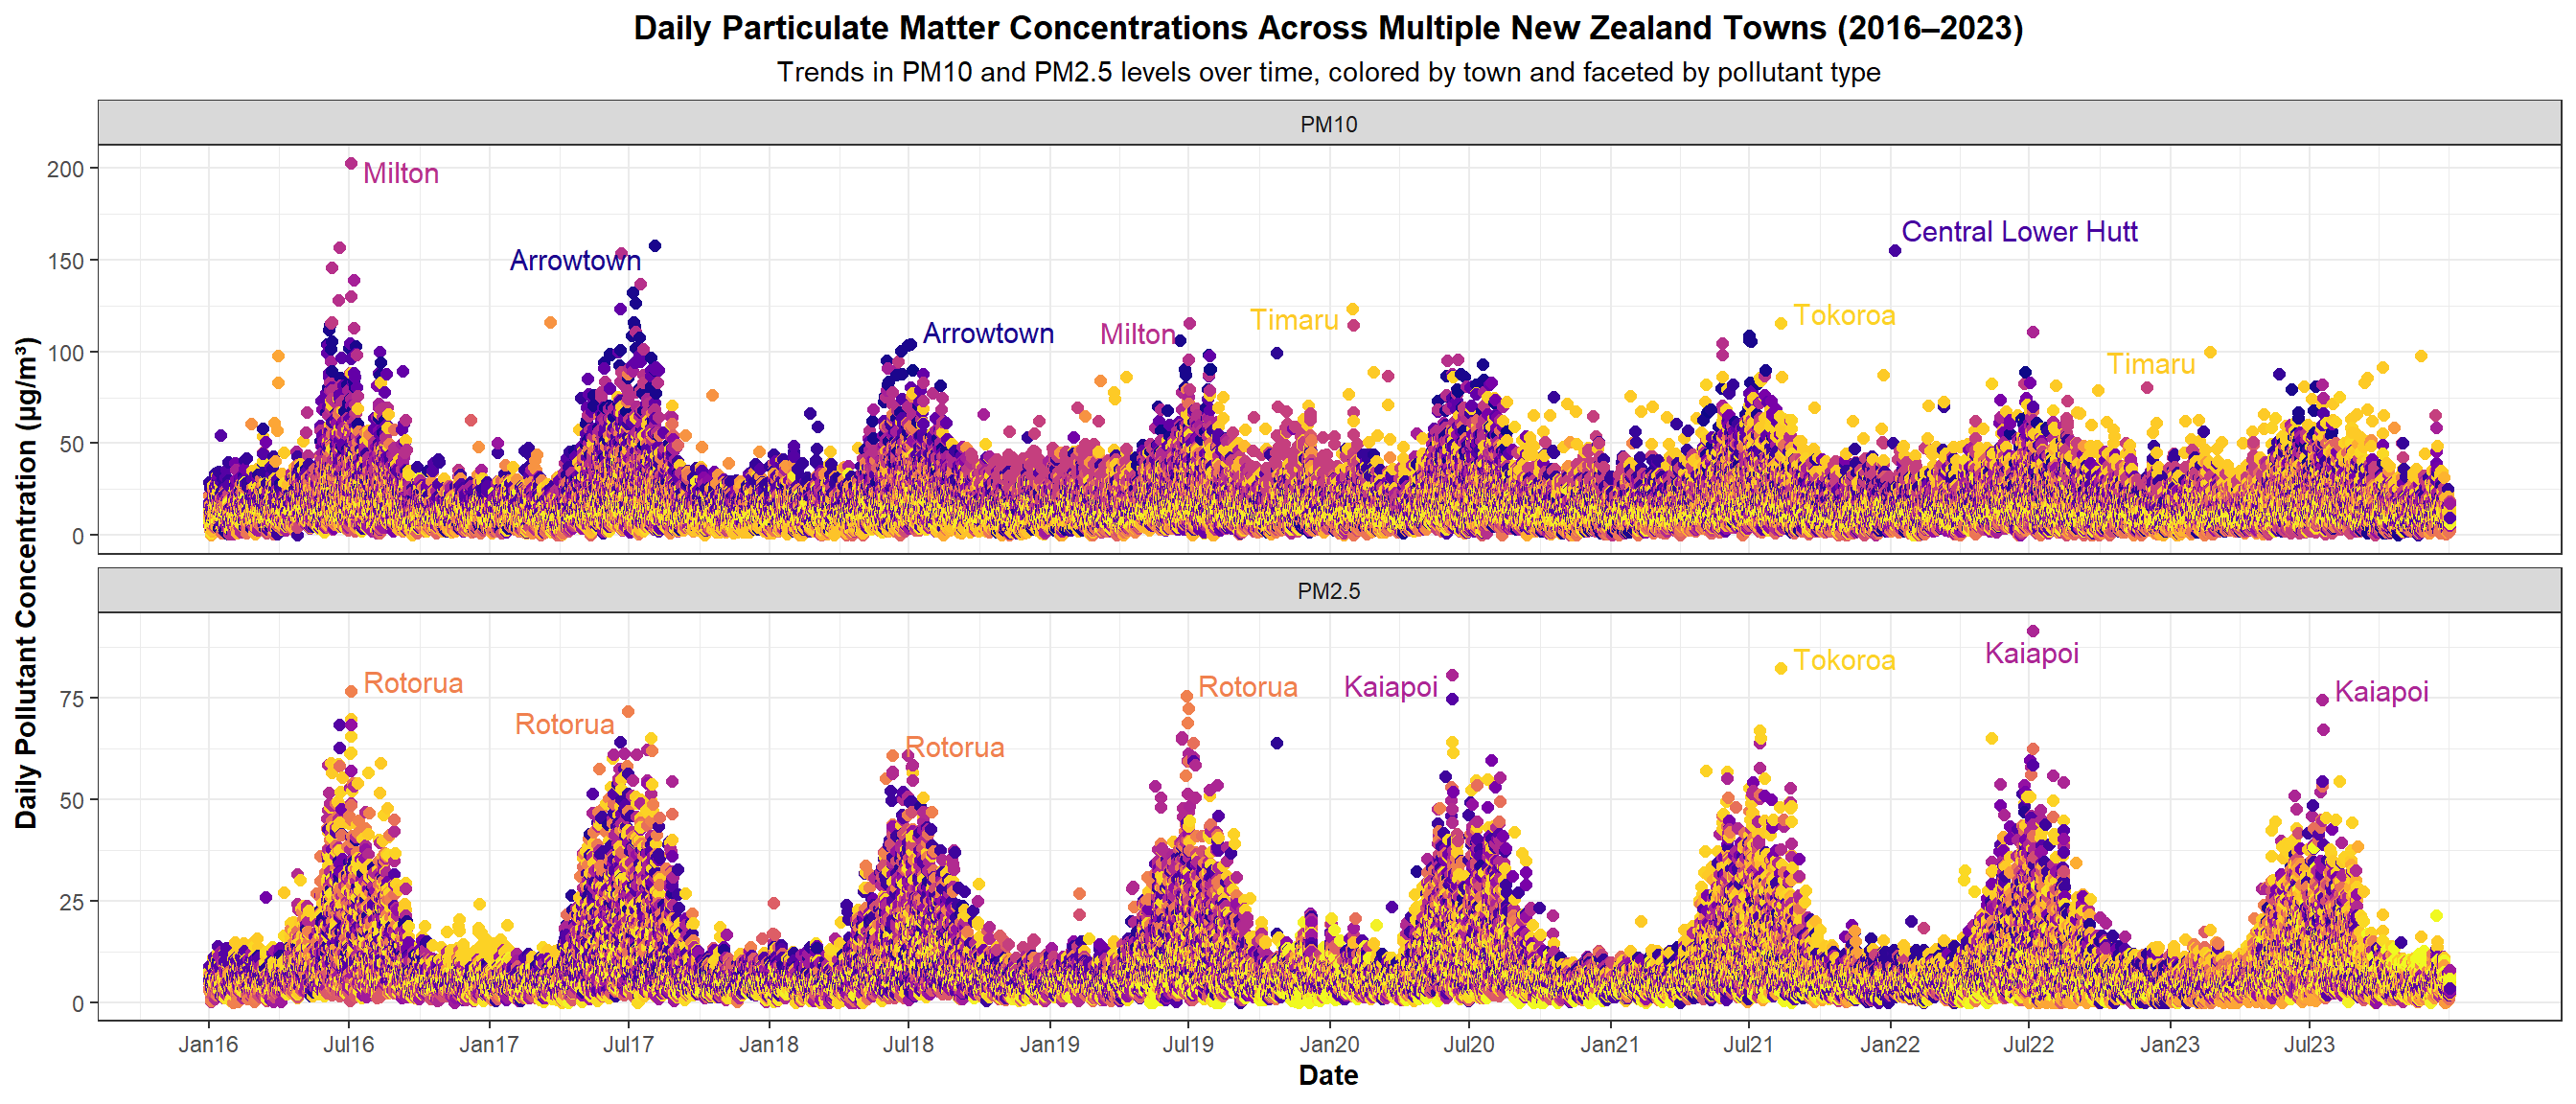 Daily Particulate Matter Concentrations Across Multiple New Zealand Towns (2016–2023)
Trends in PM10 and PM2.5 levels over time, colored by town and faceted by pollutant type
Daily Pollutant Concentration (µg/m³)
PM10
200
150
100
50
0
Milton
Arrowtown
Arrowtown
Milton
Timaru
Tokoroa
Central Lower Hutt
Timaru
PM2.5
75
50
25
0
Rotorua
Rotorua
Rotorua
Rotorua
Kaiapoi
Tokoroa
Kaiapoi
Kaiapoi
Jan16 Jul16 Jan17 Jul17 Jan18 Jul18 Jan19 Jul19 Jan20 Jul20 Jan21 Jul21 Jan22 Jul22 Jan23 Jul23
Date